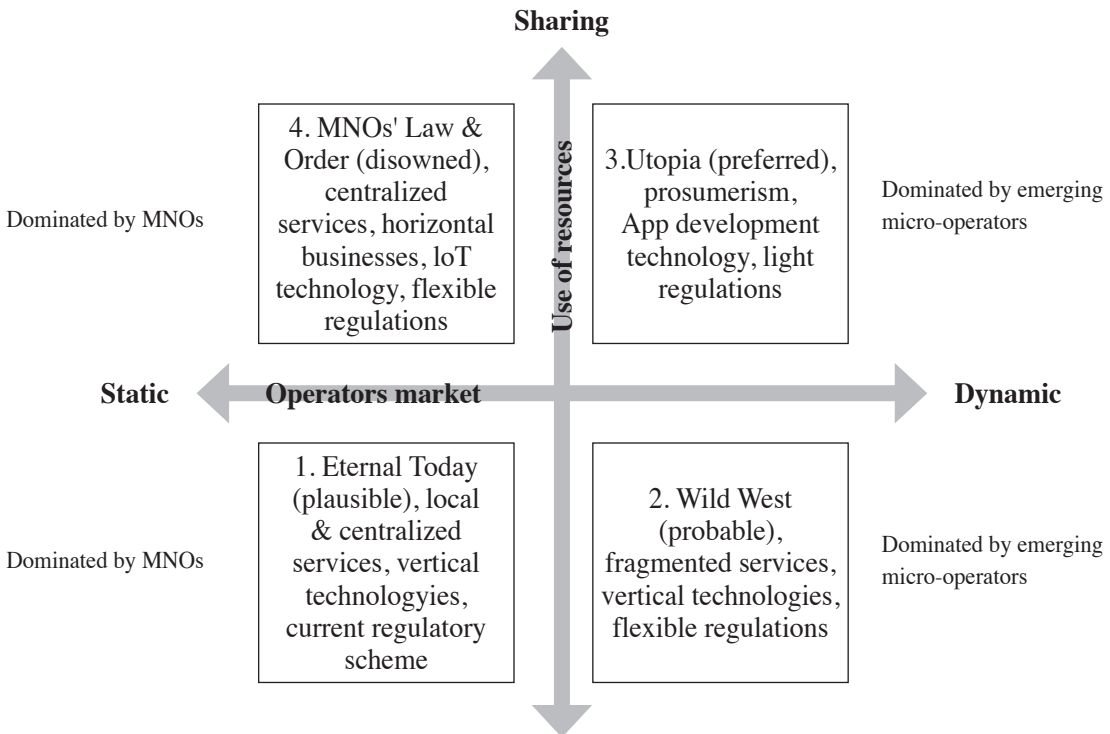 Sharing
4. MNOs' Law &
Order (disowned),
centralized
services, horizontal
businesses, loT
technology, flexible
regulations
Use of resources
3.Utopia (preferred),
prosumerism,
App development
technology, light
regulations
Dominated by MNOs
Dominated by emerging
micro-operators
Static
Operators market
Dynamic
1. Eternal Today
(plausible), local
& centralized
services, vertical
technologyies,
current regulatory
scheme
2. Wild West
(probable),
fragmented services,
vertical technologies,
flexible regulations
Dominated by MNOs
Dominated by emerging
micro-operators